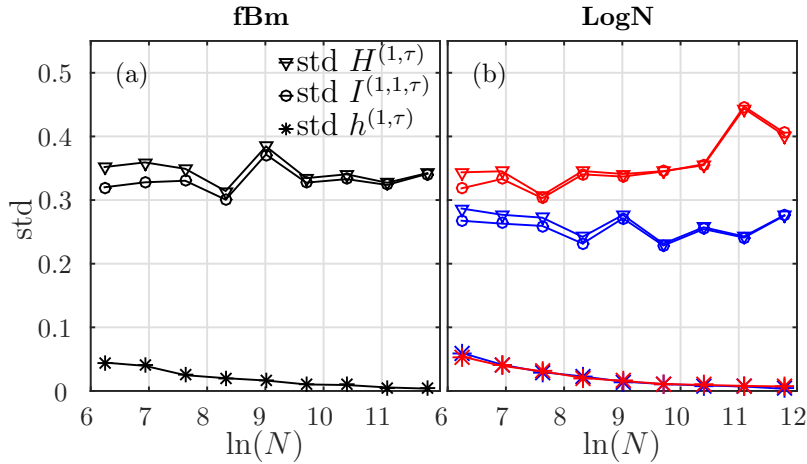 fBm
LogN
(a)
std H^{(1,τ)}
std I^{(1,1,τ)}
std h^{(1,τ)}
(b)
std
0.5
0.4
0.3
0.2
0.1
0
6 7 8 9 10 11
6 7 8 9 10 11 12
ln(N)
ln(N)